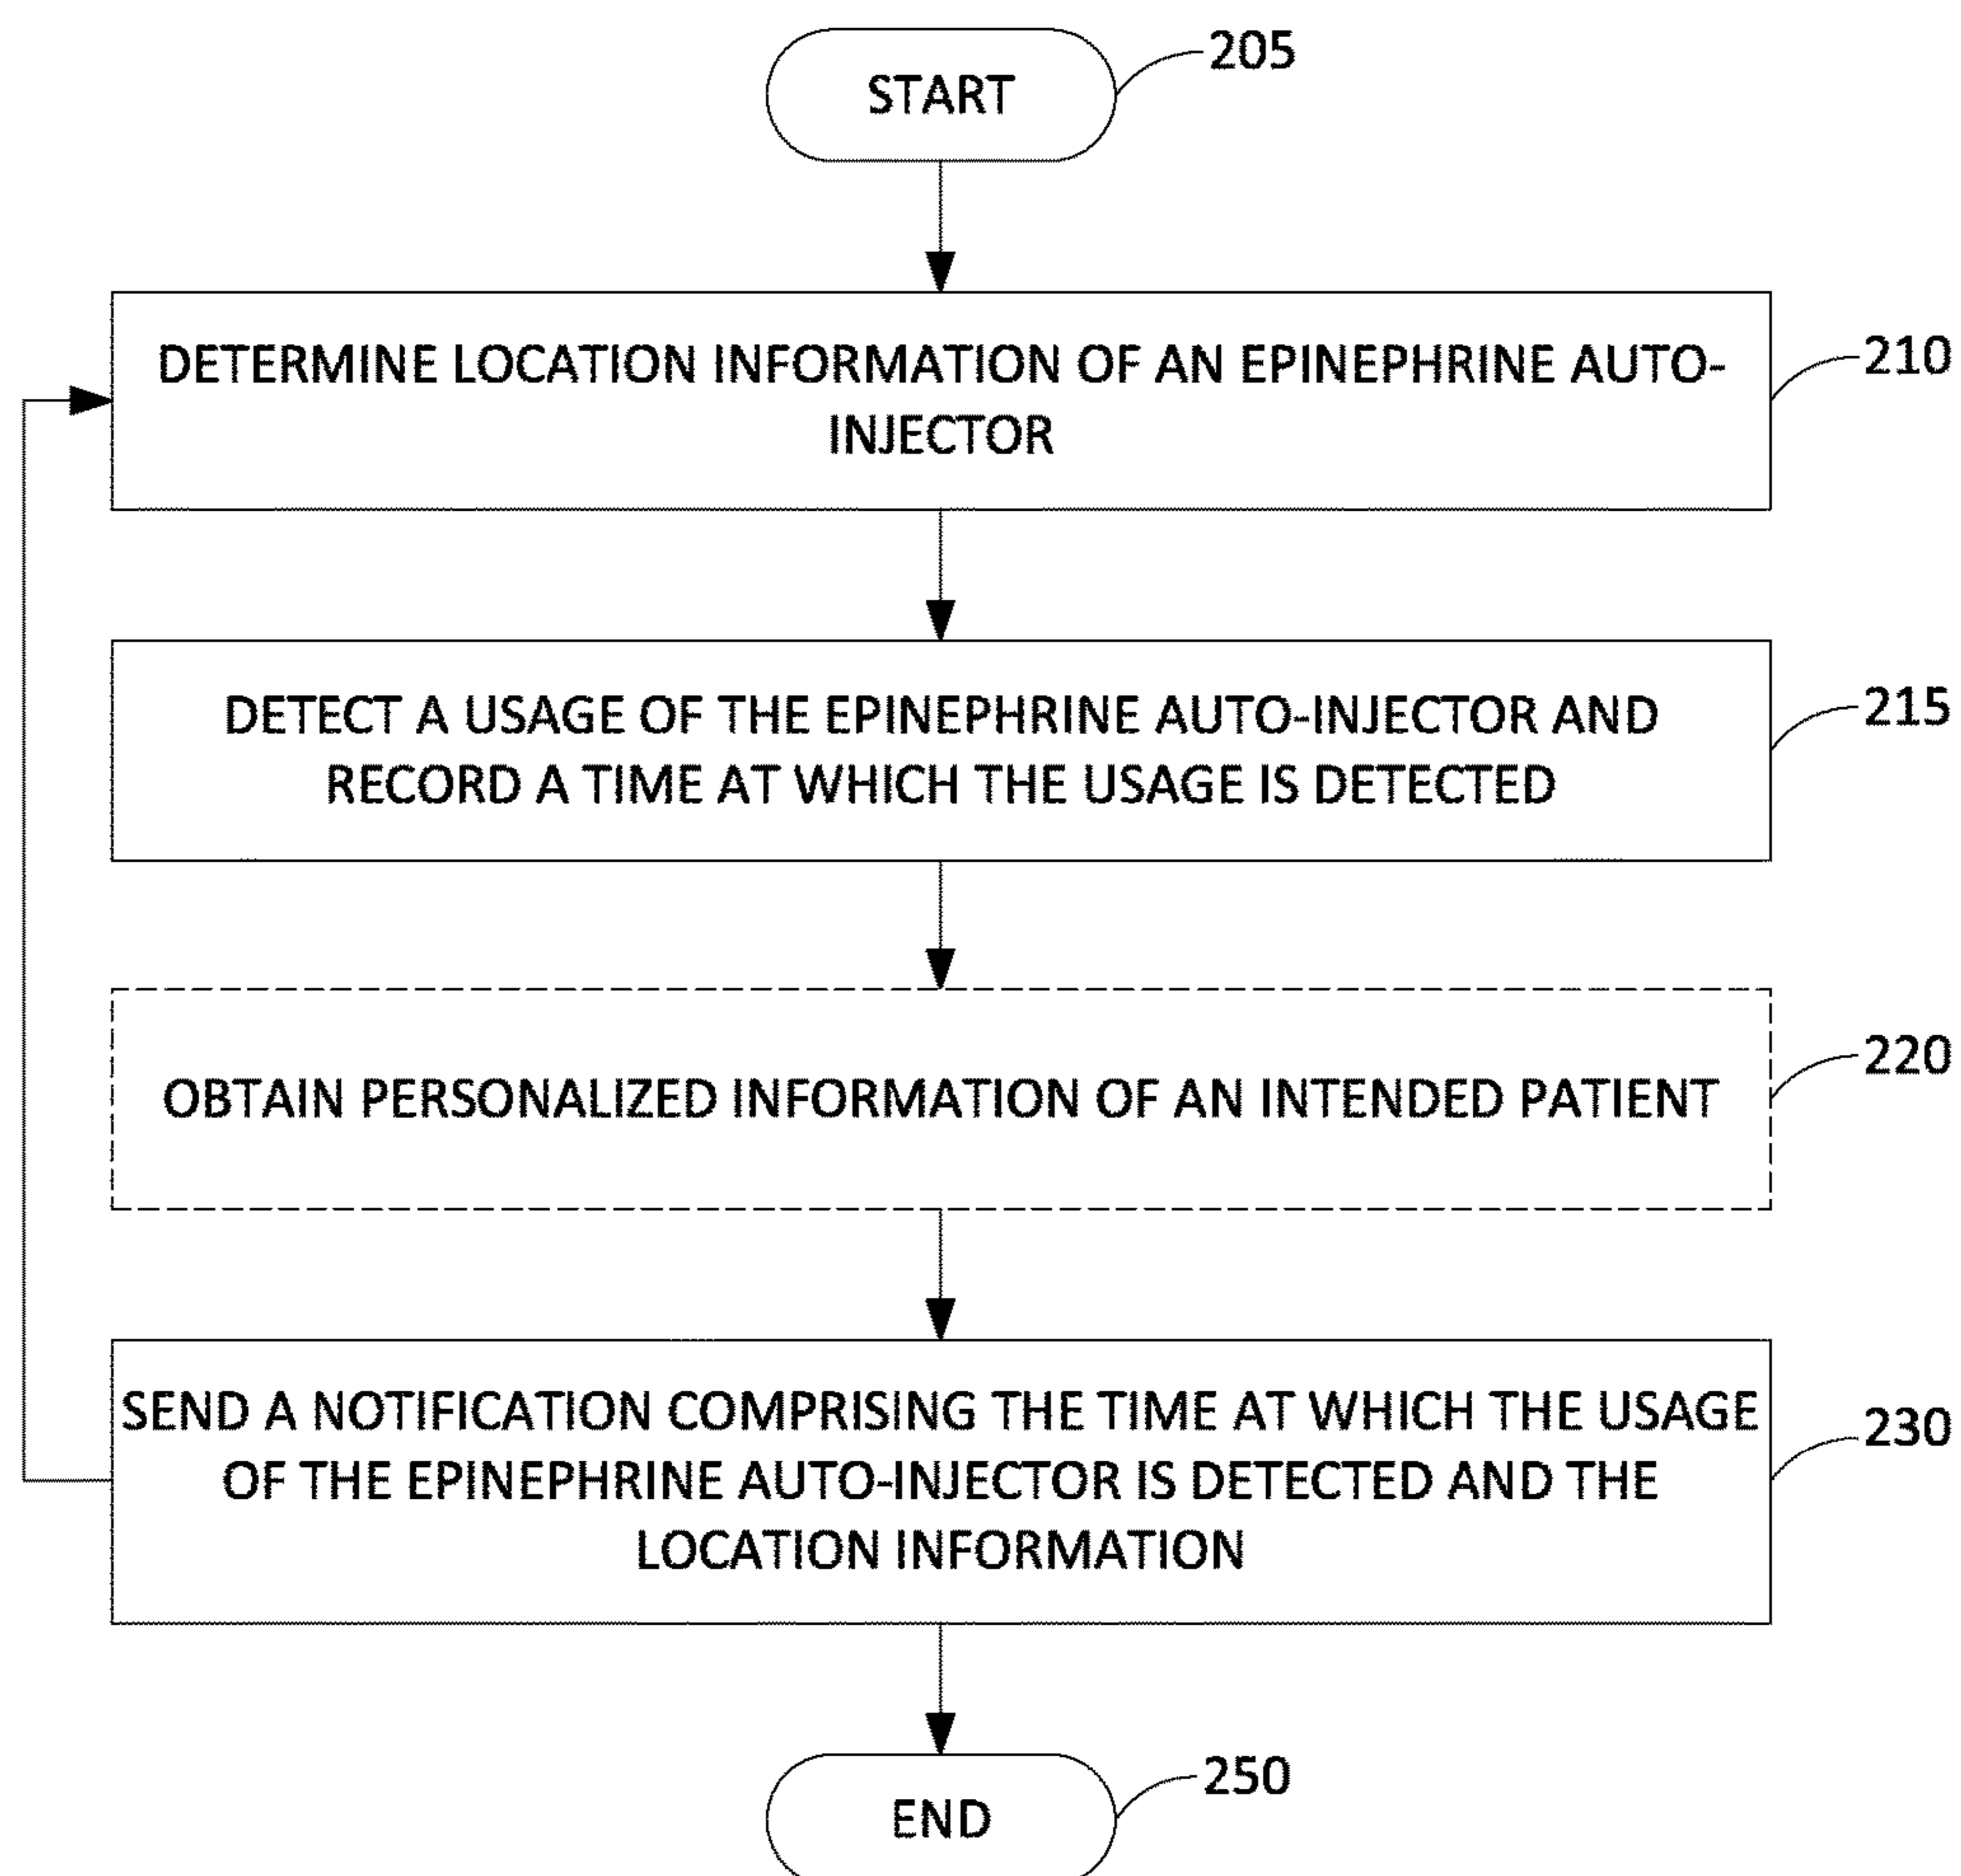 START
205
DETERMINE LOCATION INFORMATION OF AN EPINEPHRINE AUTO-
INJECTOR
210
DETECT A USAGE OF THE EPINEPHRINE AUTO-INJECTOR AND
RECORD A TIME AT WHICH THE USAGE IS DETECTED
215
OBTAIN PERSONALIZED INFORMATION OF AN INTENDED PATIENT
220
SEND A NOTIFICATION COMPRISING THE TIME AT WHICH THE USAGE
OF THE EPINEPHRINE AUTO-INJECTOR IS DETECTED AND THE
LOCATION INFORMATION
230
END
250